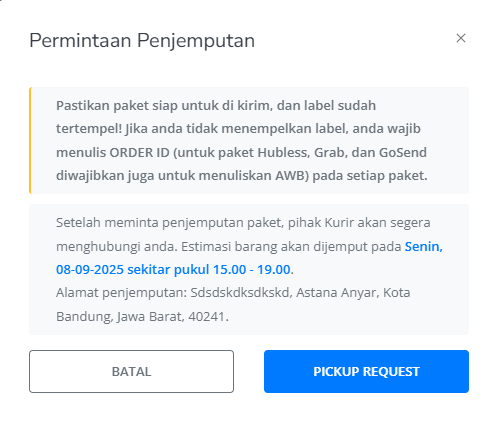 Permintaan Penjemputan
×
Pastikan paket siap untuk di kirim, dan label sudah
tertempel! Jika anda tidak menempelkan label, anda wajib
menulis ORDER ID (untuk paket Hubless, Grab, dan GoSend
diwajibkan juga untuk menuliskan AWB) pada setiap paket.
Setelah meminta penjemputan paket, pihak Kurir akan segera
menghubungi anda. Estimasi barang akan dijemput pada Senin,
08-09-2025 sekitar pukul 15.00 - 19.00.
Alamat penjemputan: Sdsdskdksdkskd, Astana Anyar, Kota
Bandung, Jawa Barat, 40241.
BATAL
PICKUP REQUEST